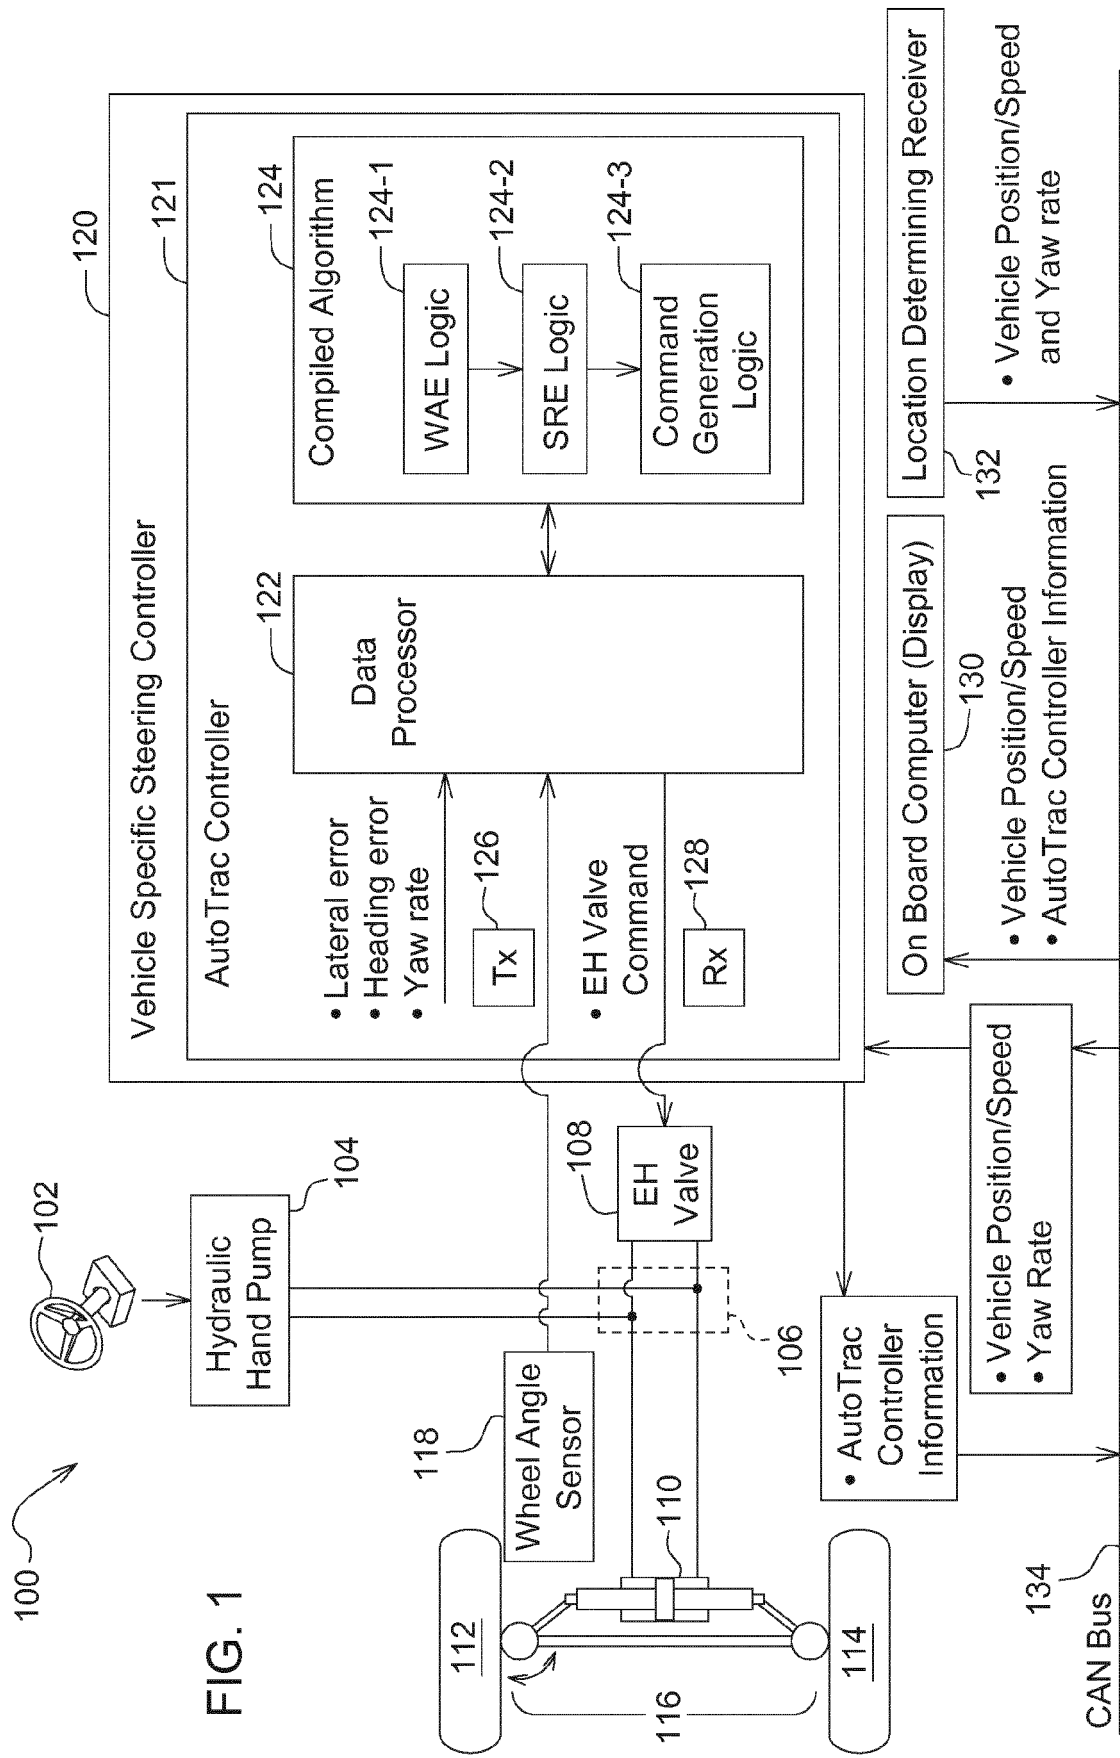 FIG. 1
100
102
Hydraulic
Hand Pump
104
Vehicle Specific Steering Controller
120
AutoTrac Controller
121
• Lateral error
• Heading error
• Yaw rate
Tx
126
• EH Valve
Command
Rx
128
Data
Processor
122
Compiled Algorithm
124
WAE Logic
124-1
SRE Logic
124-2
Command
Generation
Logic
124-3
Wheel Angle
Sensor
118
EH
Valve
108
106
110
112
114
116
• AutoTrac
Controller
Information
• Vehicle Position/Speed
• Yaw Rate
On Board Computer (Display)
130
• Vehicle Position/Speed
• AutoTrac Controller Information
Location Determining Receiver
132
• Vehicle Position/Speed
and Yaw rate
134
CAN Bus